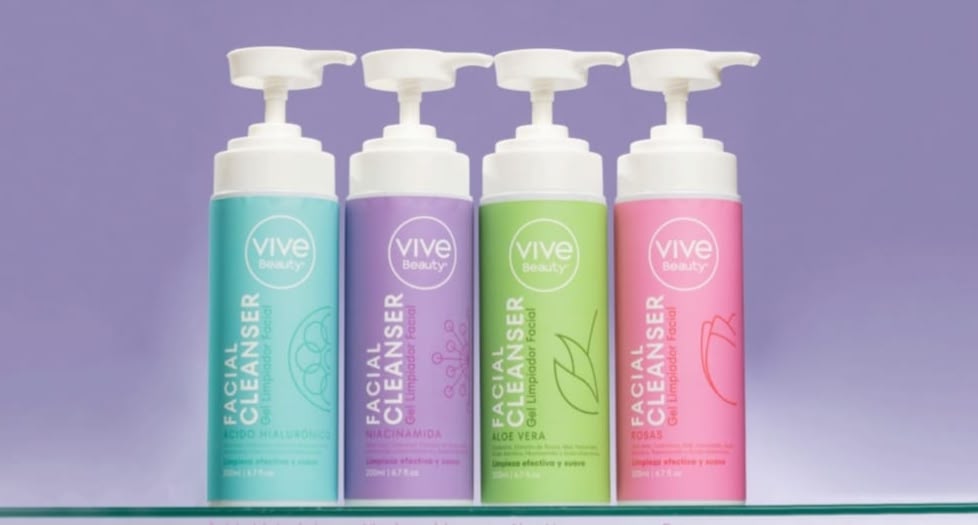 vive
Beauty
FACIAL
CLEANSER
Gel Limpiador Facial
ÁCIDO HIALURÓNICO
Limpieza efectiva y suave
200ml | 6.7 fl oz
vive
Beauty
FACIAL
CLEANSER
Gel Limpiador Facial
NIACINAMIDA
Limpieza efectiva y suave
200ml | 6.7 fl oz
vive
Beauty
FACIAL
CLEANSER
Gel Limpiador Facial
ALOE VERA
Limpieza efectiva y suave
200ml | 6.7 fl oz
vive
Beauty
FACIAL
CLEANSER
Gel Limpiador Facial
ROSAS
Limpieza efectiva y suave
200ml | 6.7 fl oz